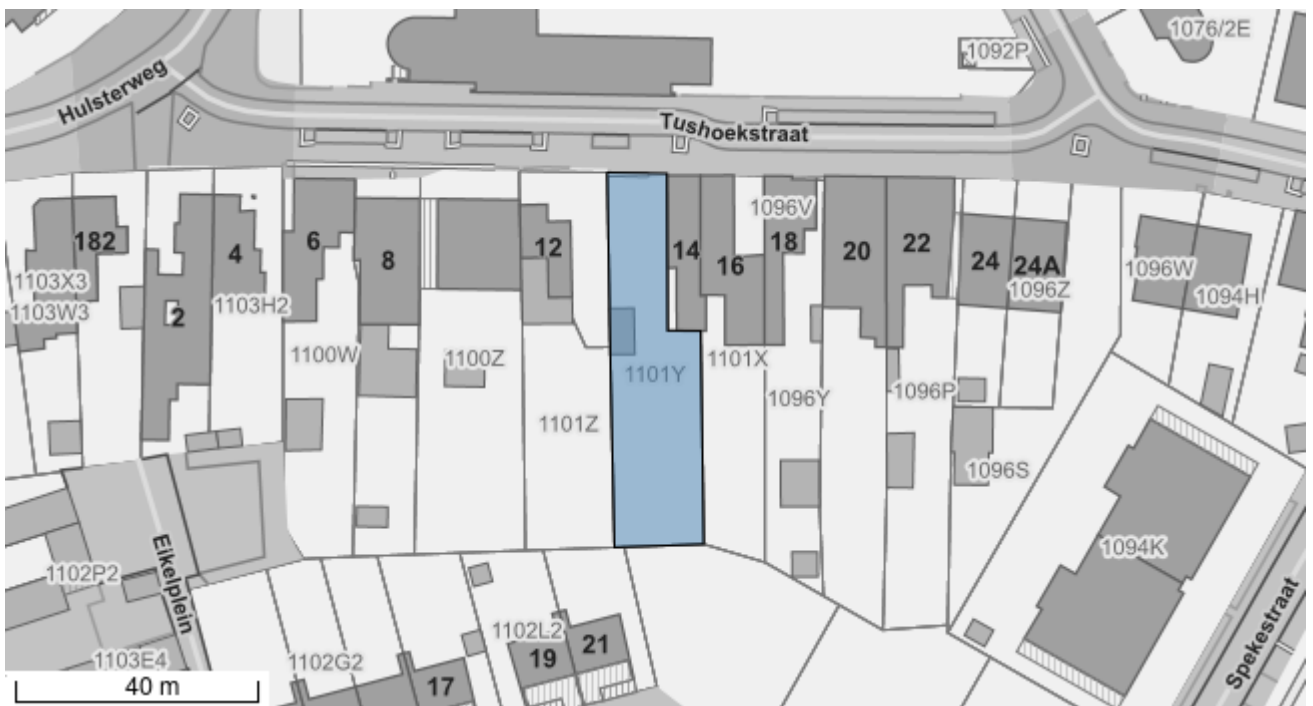 1076/2E
1092P
Hulsterweg
Tushoekstraat
1096V
182
4
6
8
12
14
16
18
20
22
24
24A
1103X3
1103W3
2
1103H2
1096Z
1096W
1094H
1100W
1100Z
1101Y
1101X
1096Y
1096P
1101Z
1096S
1094K
1102P2
Eikelplein
1102L2
19
21
1103E4
1102G2
17
Spekestraat
40 m